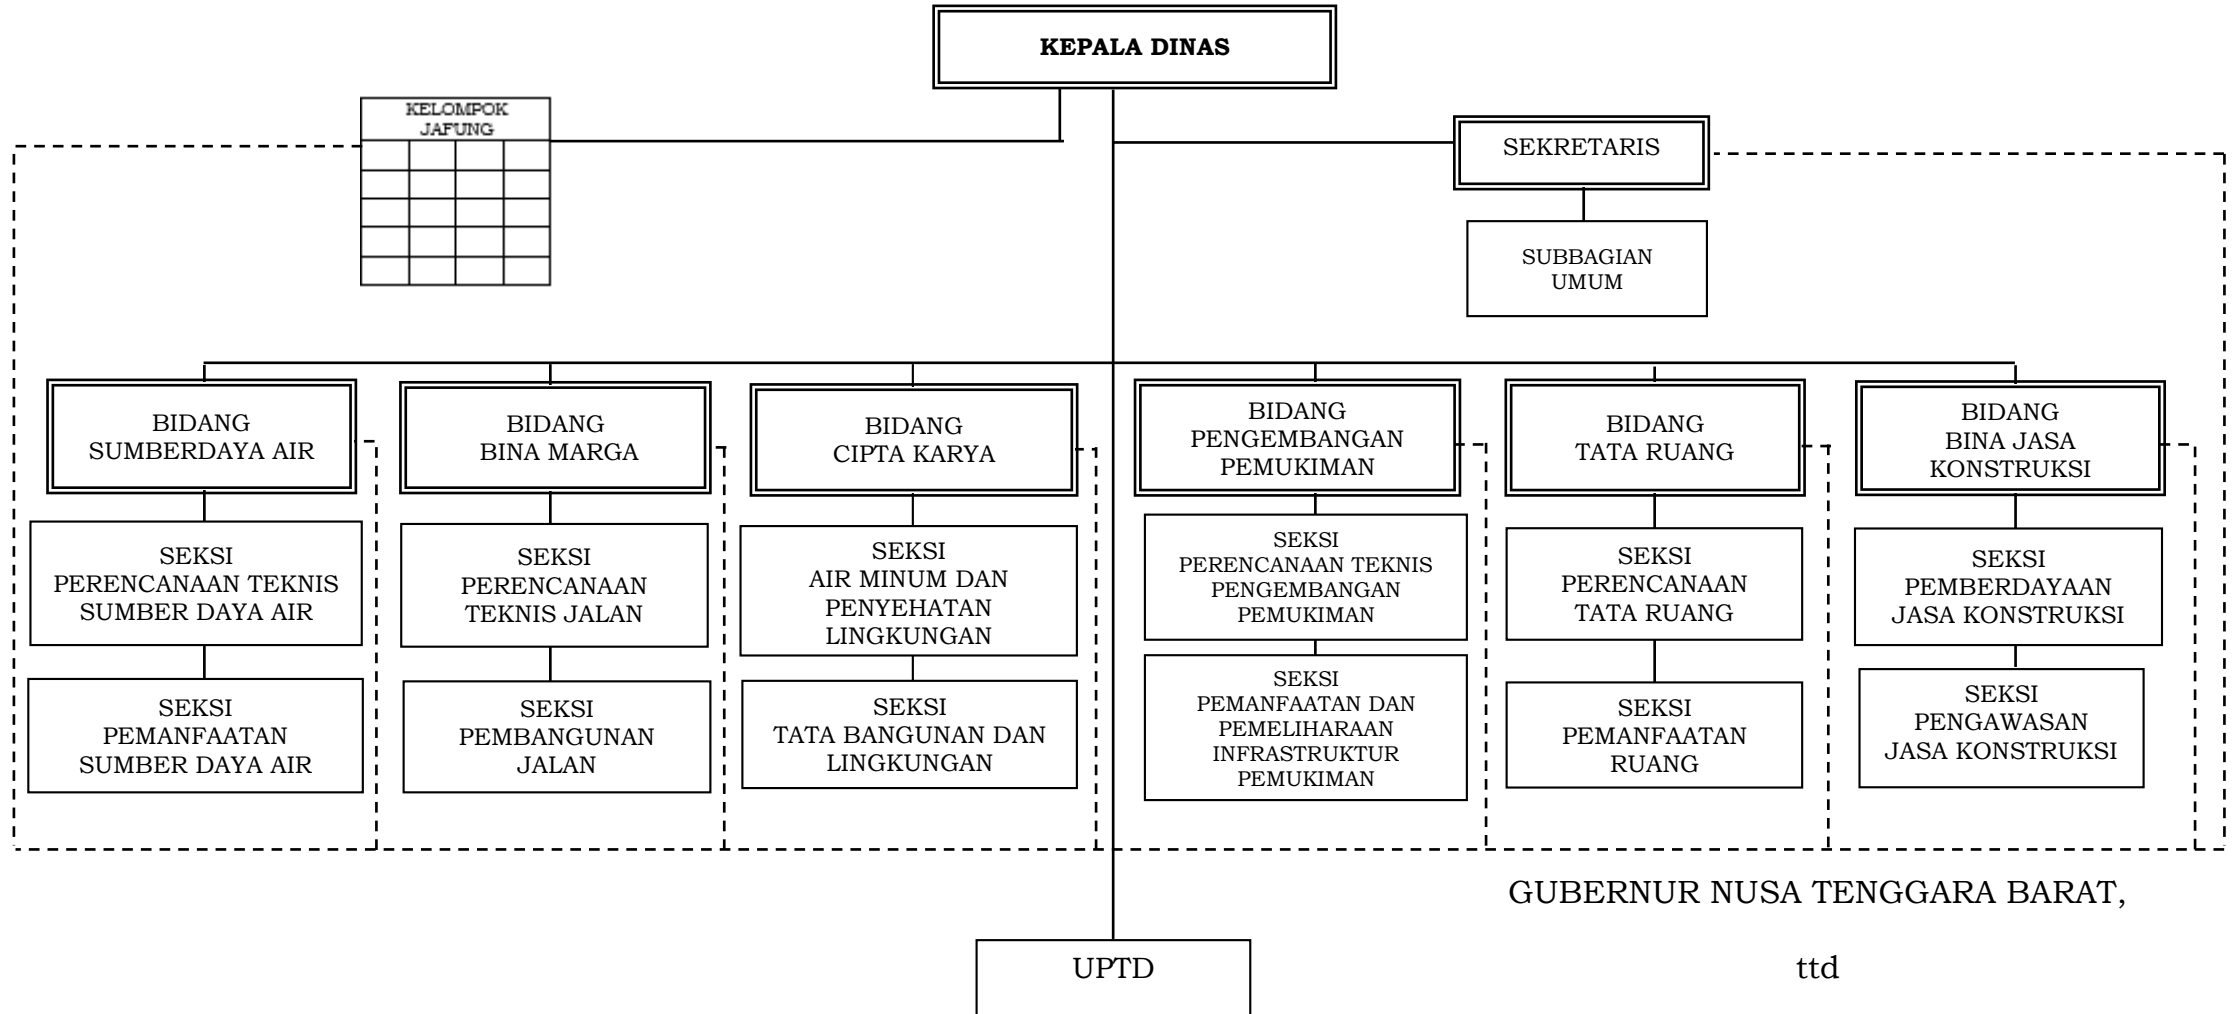 KEPALA DINAS
KELOMPOK
JAFUNG
SEKRETARIS
SUBBAGIAN
UMUM
BIDANG
SUMBERDAYA AIR
BIDANG
BINA MARGA
BIDANG
CIPTA KARYA
BIDANG
PENGEMBANGAN
PEMUKIMAN
BIDANG
TATA RUANG
BIDANG
BINA JASA
KONSTRUKSI
SEKSI
PERENCANAAN TEKNIS
SUMBER DAYA AIR
SEKSI
PERENCANAAN
TEKNIS JALAN
SEKSI
AIR MINUM DAN
PENYEHATAN
LINGKUNGAN
SEKSI
PERENCANAAN TEKNIS
PENGEMBANGAN
PEMUKIMAN
SEKSI
PERENCANAAN
TATA RUANG
SEKSI
PEMBERDAYAAN
JASA KONSTRUKSI
SEKSI
PEMANFAATAN
SUMBER DAYA AIR
SEKSI
PEMBANGUNAN
JALAN
SEKSI
TATA BANGUNAN DAN
LINGKUNGAN
SEKSI
PEMANFAATAN DAN
PEMELIHARAAN
INFRASTRUKTUR
PEMUKIMAN
SEKSI
PEMANFAATAN
RUANG
SEKSI
PENGAWASAN
JASA KONSTRUKSI
GUBERNUR NUSA TENGGARA BARAT,
UPTD
ttd